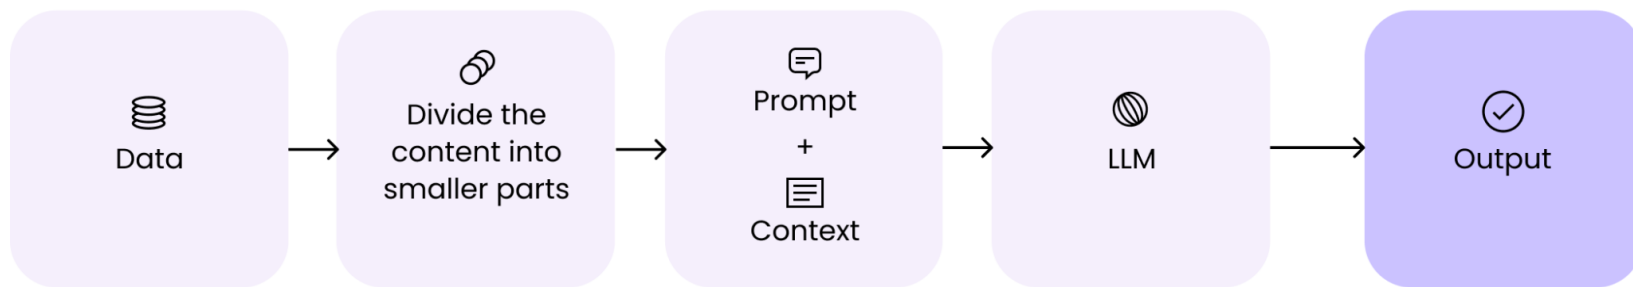 Data
Divide the
content into
smaller parts
Prompt
+
Context
LLM
Output